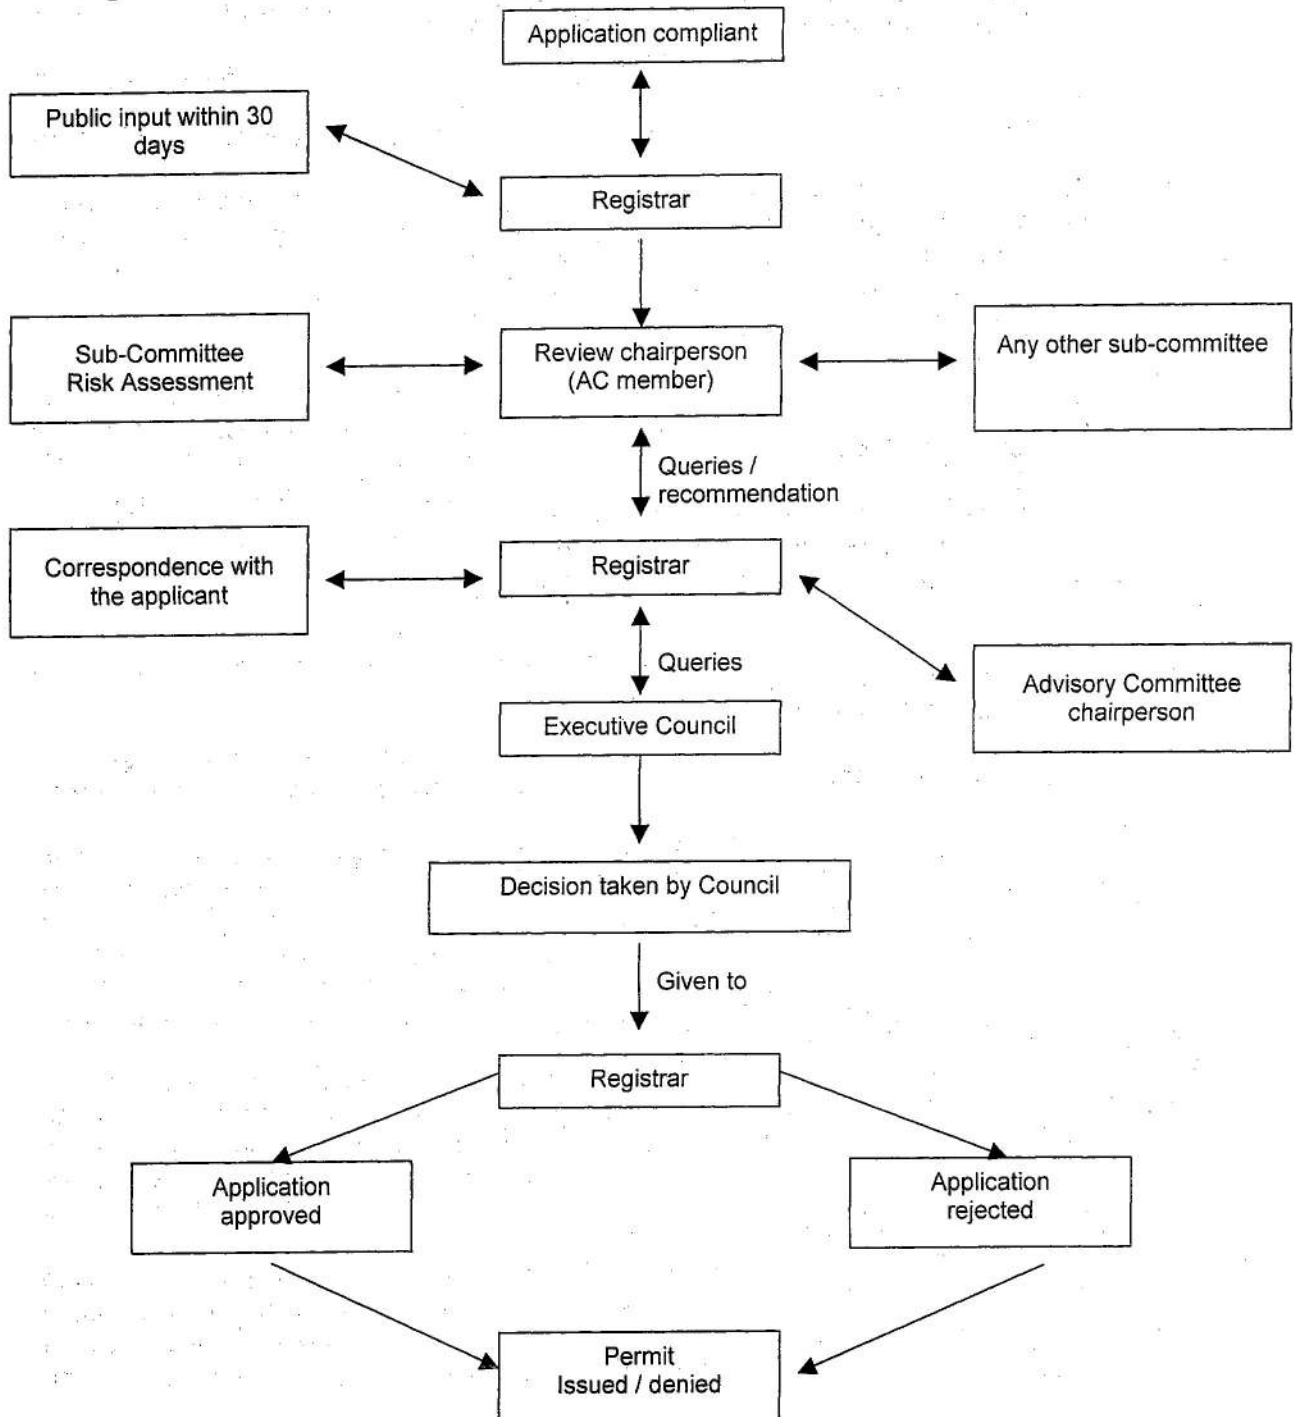 Application compliant
Public input within 30
days
Registrar
Sub-Committee
Risk Assessment
Review chairperson
(AC member)
Any other sub-committee
Queries /
recommendation
Correspondence with
the applicant
Registrar
Queries
Advisory Committee
chairperson
Executive Council
Decision taken by Council
Given to
Registrar
Application
approved
Application
rejected
Permit
Issued / denied